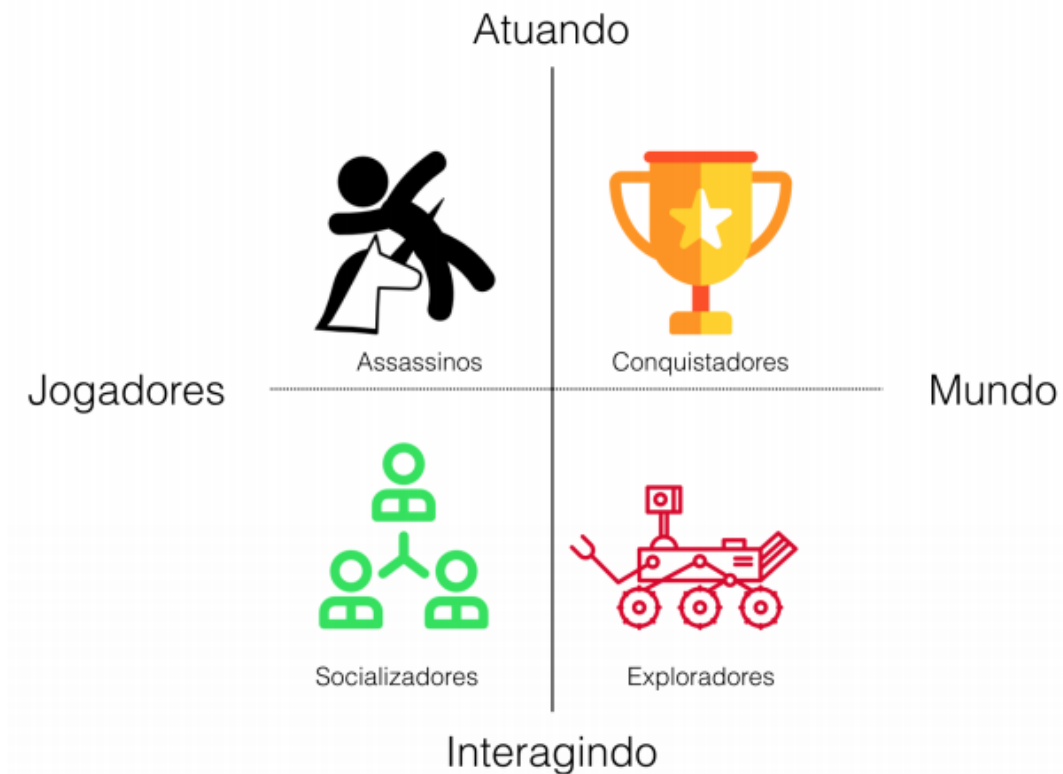 Atuando
Assassinos
Conquistadores
Jogadores
Mundo
Socializadores
Exploradores
Interagindo